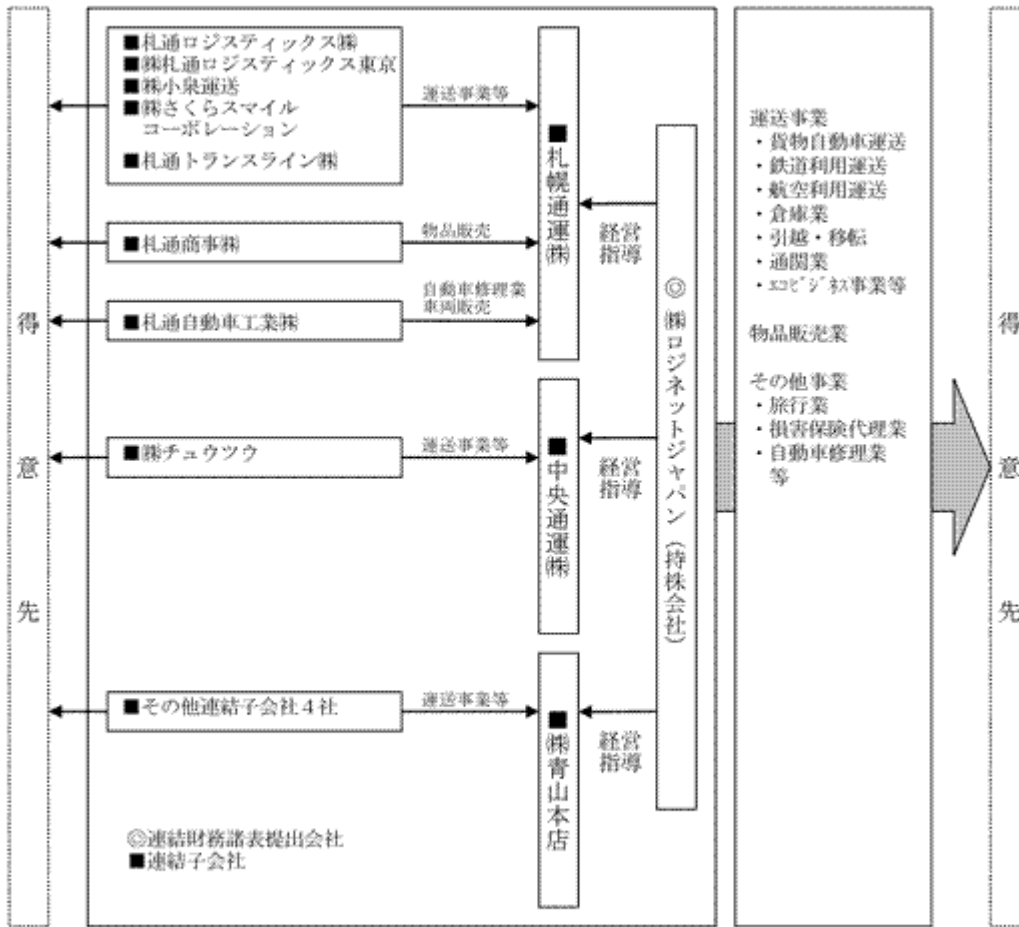 得意先
■札通ロジスティックス㈱
■㈱札通ロジスティックス東京
■㈱小泉運送
■㈱さくらスマイル
コーポレーション
■札通トランスライン㈱
運送事業等
■札通商事㈱
物品販売
■札通自動車工業㈱
自動車修理業
車両販売
■札幌通運㈱
経営
指導
■㈱チュウツウ
運送事業等
■中央通運㈱
経営
指導
■その他連結子会社4社
運送事業等
■㈱青山本店
経営
指導
◎㈱ロジネットジャパン（持株会社）
◎連結財務諸表提出会社
■連結子会社
運送事業
・貨物自動車運送
・鉄道利用運送
・航空利用運送
・倉庫業
・引越・移転
・通関業
・ｴｺﾋﾞｼﾞﾈｽ事業等
物品販売業
その他事業
・旅行業
・損害保険代理業
・自動車修理業
等
得意先